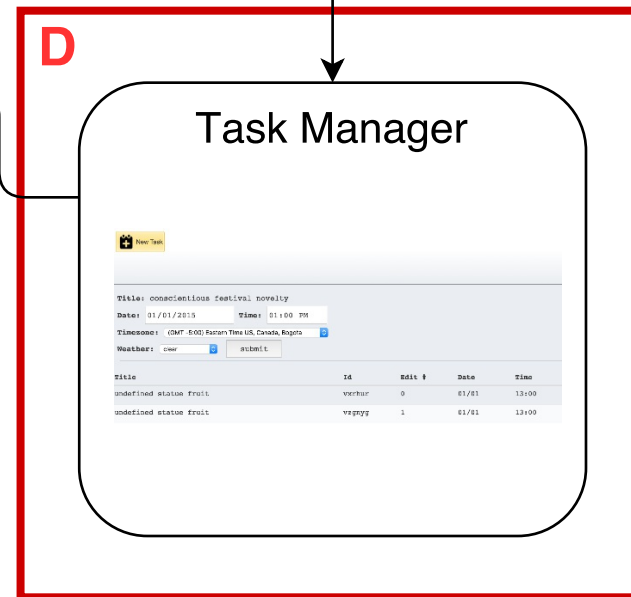 D
Task Manager
New Task
Title: conscientious festival novelty
Date: 01/01/2015 Time: 01:00 PM
Timezone: (GMT -5:00) Eastern Time US, Canada, Bogota
Weather: clear submit
Title Id Edit # Date Time
undefined statue fruit vxrhur 0 01/01 13:00
undefined statue fruit vzgnyg 1 01/01 13:00